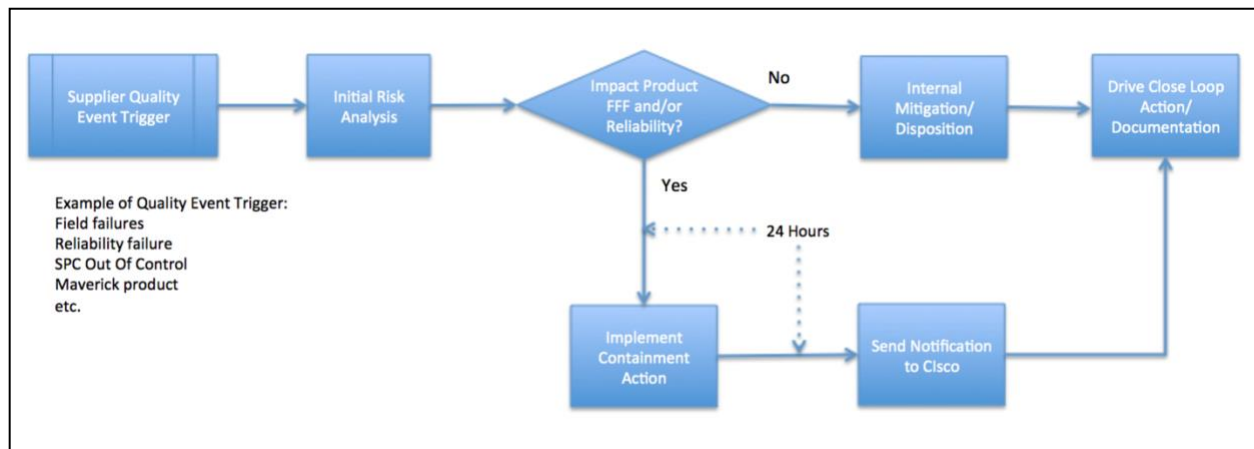 Supplier Quality
Event Trigger
Initial Risk
Analysis
Impact Product
FFF and/or
Reliability?
No
Internal
Mitigation/
Disposition
Drive Close Loop
Action/
Documentation
Yes
Example of Quality Event Trigger:
Field failures
Reliability failure
SPC Out Of Control
Maverick product
etc.
24 Hours
Implement
Containment
Action
Send Notification
to Cisco